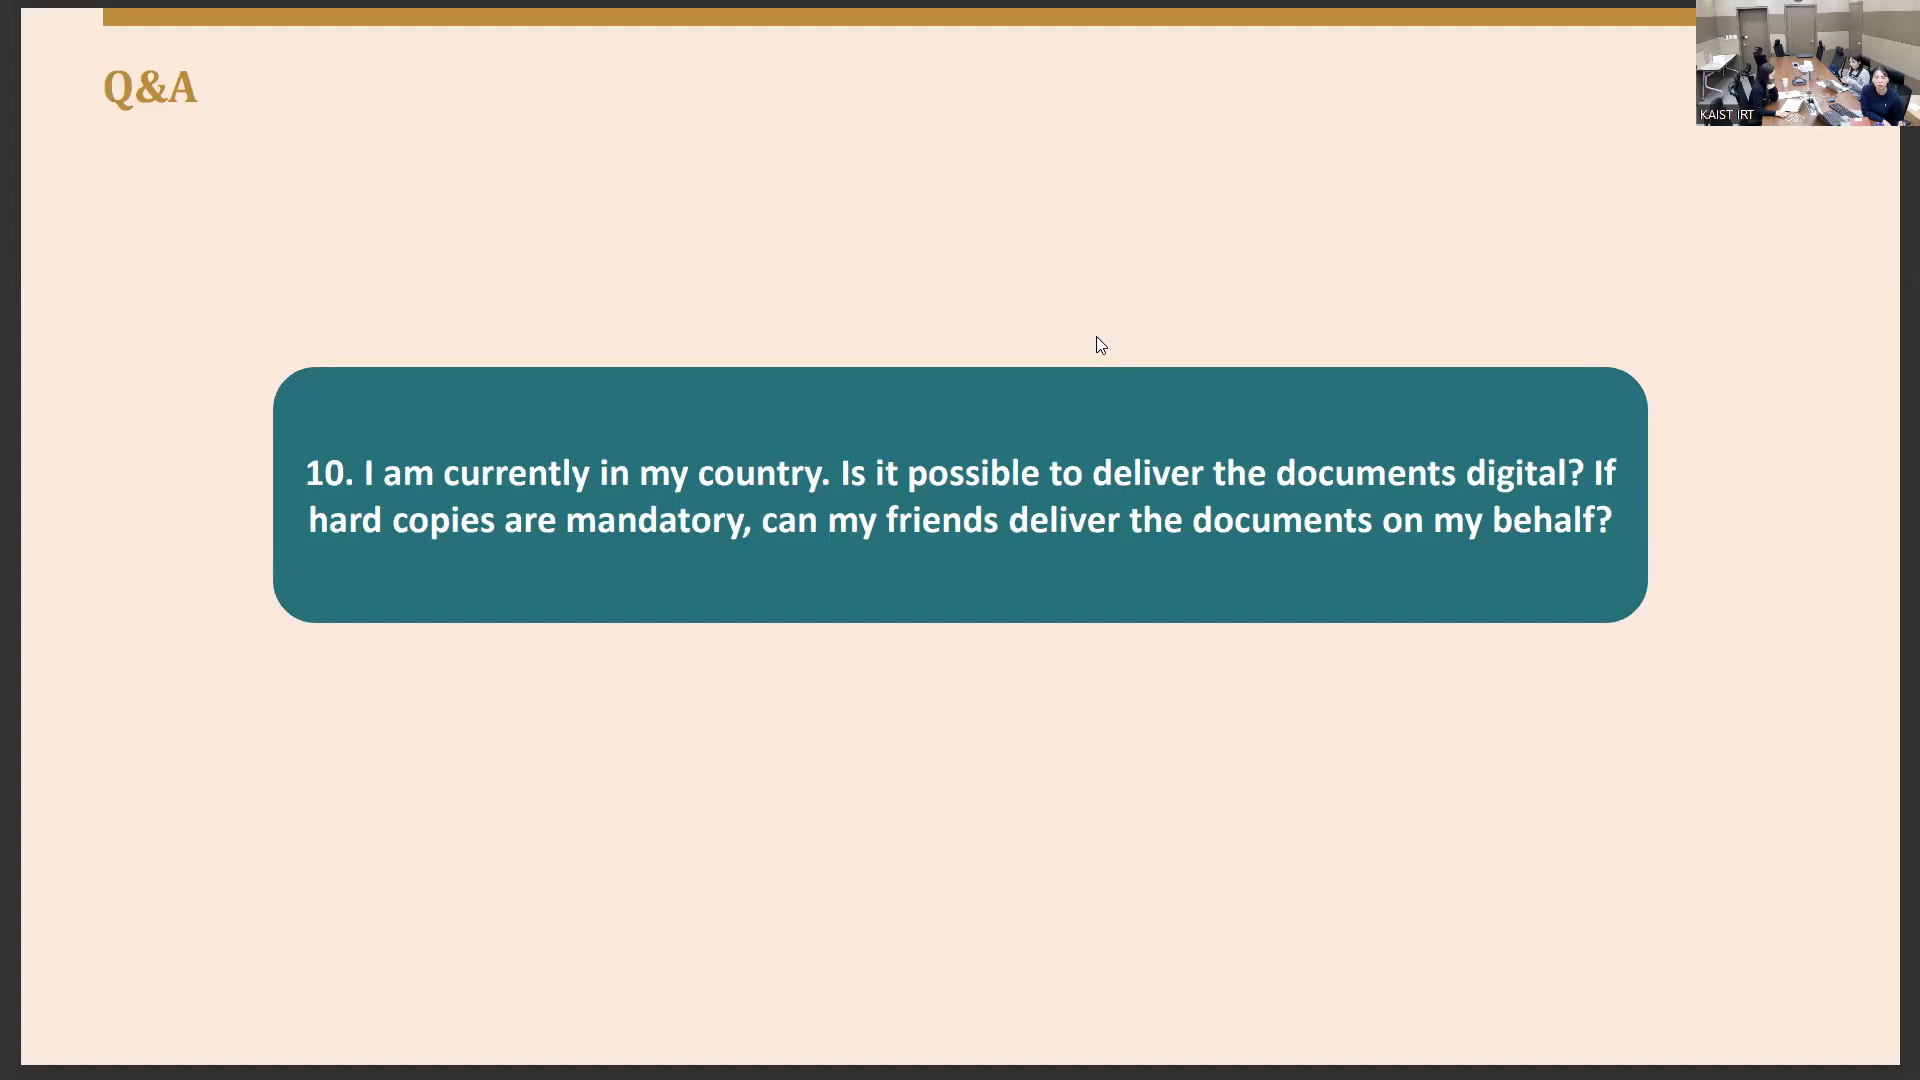 Q&A
KAIST IRT
10. I am currently in my country. Is it possible to deliver the documents digital? If
hard copies are mandatory, can my friends deliver the documents on my behalf?